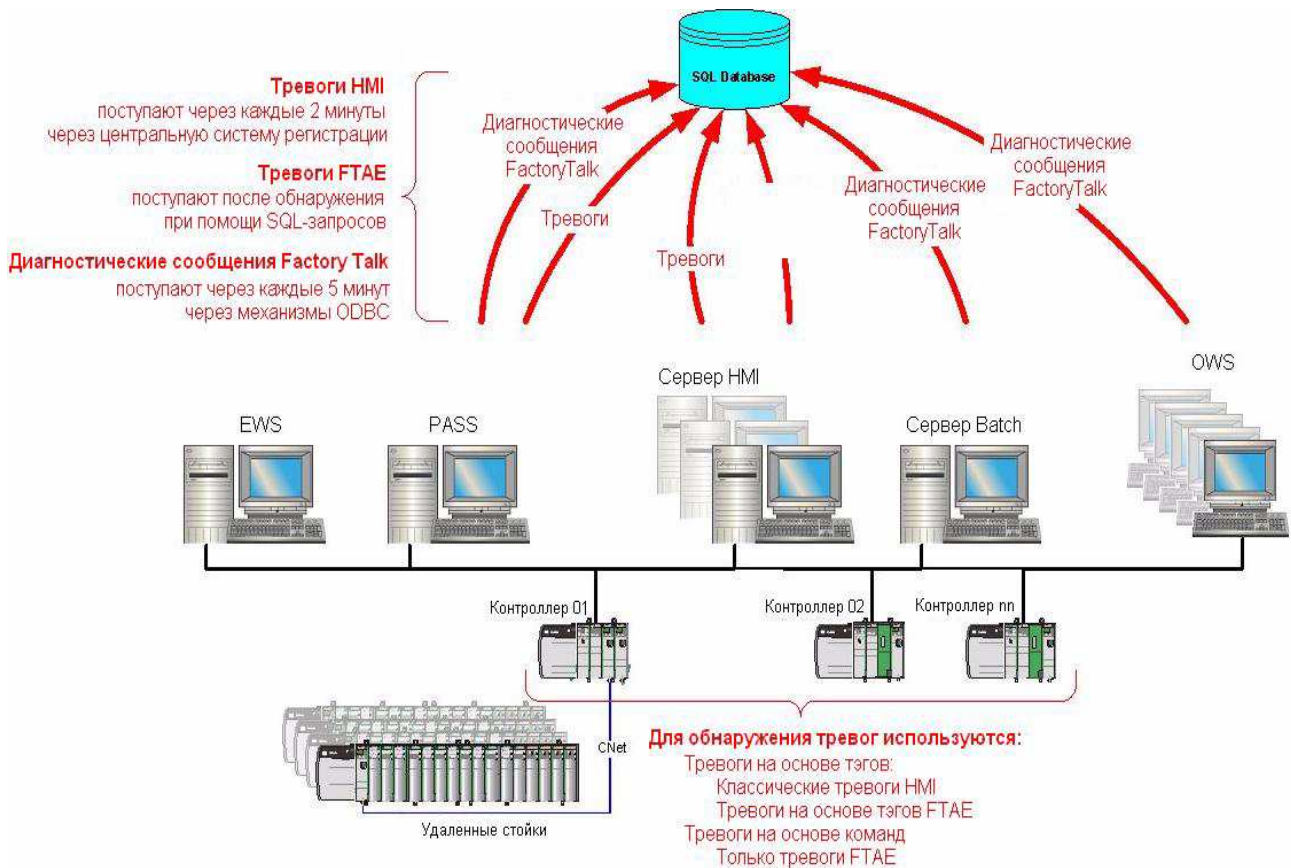 SQL Database
Тревоги HMI
поступают через каждые 2 минуты
через центральную систему регистрации
Тревоги FTAE
поступают после обнаружения
при помощи SQL-запросов
Диагностические сообщения Factory Talk
поступают через каждые 5 минут
через механизмы ODBC
Диагностические
сообщения
FactoryTalk
Тревоги
Тревоги
Диагностические
сообщения
FactoryTalk
Диагностические
сообщения
FactoryTalk
EWS
PASS
Сервер HMI
Сервер Batch
OWS
Контроллер 01
Контроллер 02
Контроллер nn
CNet
Удаленные стойки
Для обнаружения тревог используются:
Тревоги на основе тэгов:
Классические тревоги HMI
Тревоги на основе тэгов FTAE
Тревоги на основе команд
Только тревоги FTAE